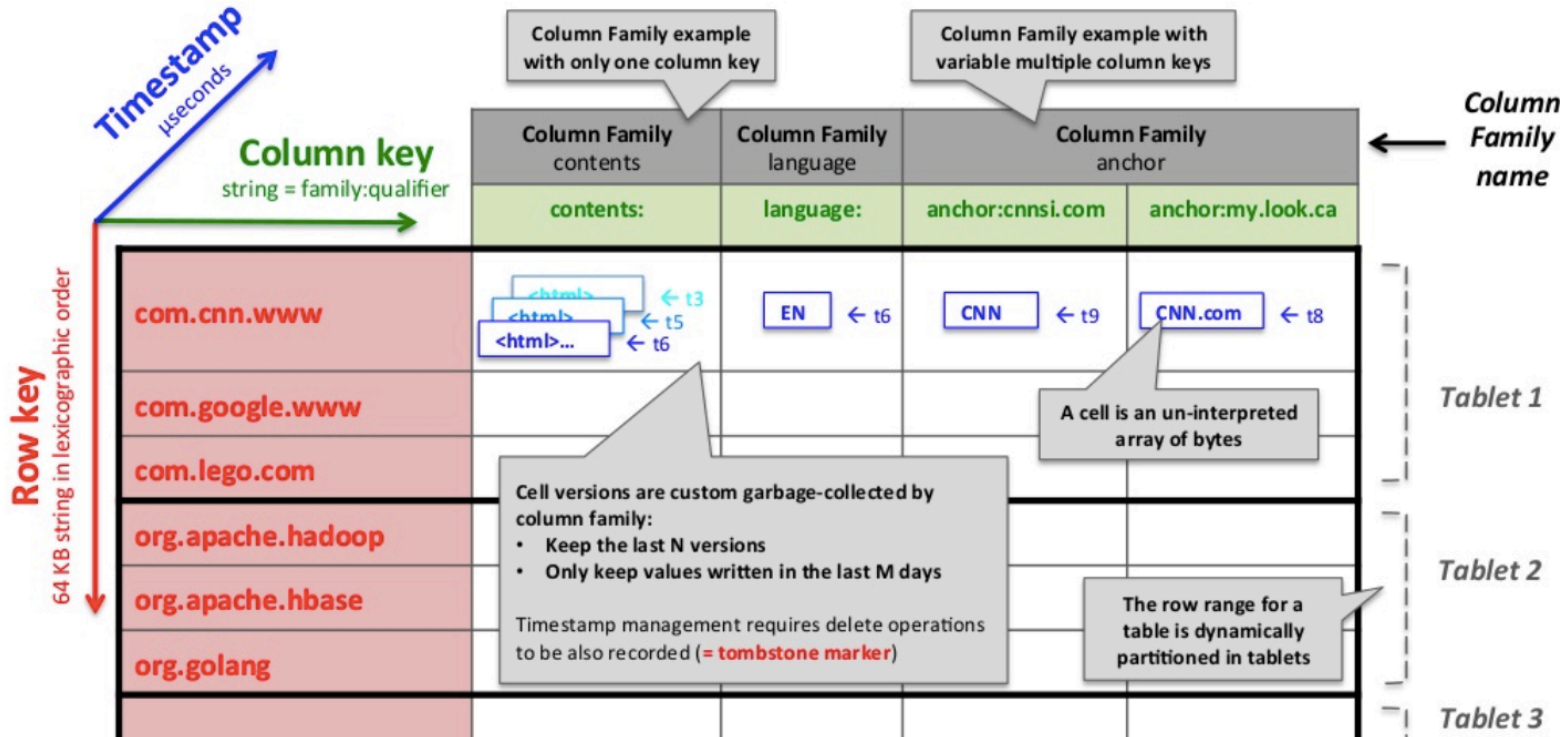 Timestamp
µseconds
Column key
string = family:qualifier
Row key
64 KB string in lexicographic order
Column Family example
with only one column key
Column Family example with
variable multiple column keys
Column
Family
name
Column Family
contents
Column Family
language
Column Family
anchor
contents:
language:
anchor:cnnsi.com
anchor:my.look.ca
com.cnn.www
<html>
← t3
<html>
← t5
<html>...
← t6
EN
← t6
CNN
← t9
CNN.com
← t8
com.google.www
com.lego.com
A cell is an un-interpreted
array of bytes
Tablet 1
Cell versions are custom garbage-collected by
column family:
• Keep the last N versions
• Only keep values written in the last M days
Timestamp management requires delete operations
to be also recorded (= tombstone marker)
org.apache.hadoop
org.apache.hbase
org.golang
The row range for a
table is dynamically
partitioned in tablets
Tablet 2
Tablet 3